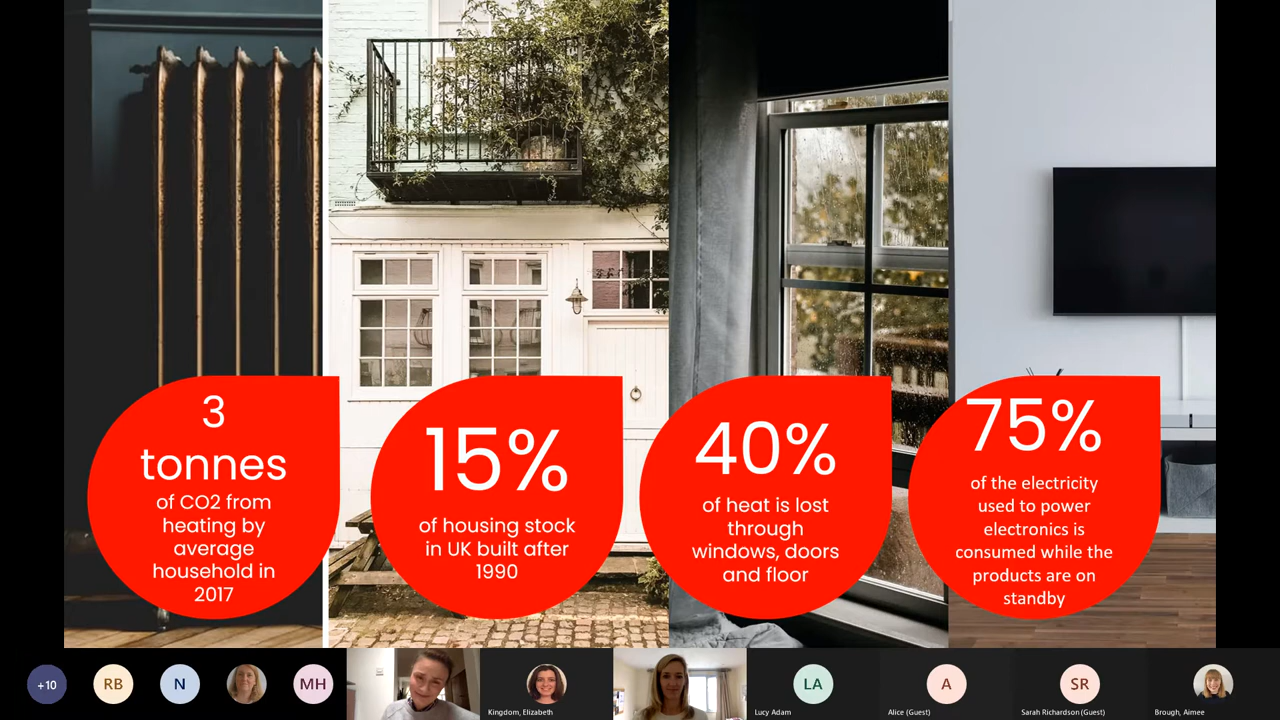 3
tonnes
of CO2 from
heating by
average
household in
2017
15%
of housing stock
in UK built after
1990
40%
of heat is lost
through
windows, doors
and floor
75%
of the electricity
used to power
electronics is
consumed while the
products are on
standby
+10
RB
N
MH
Kingdom, Elizabeth
LA
Lucy Adam
A
Alice (Guest)
SR
Sarah Richardson (Guest)
Brough, Aimee